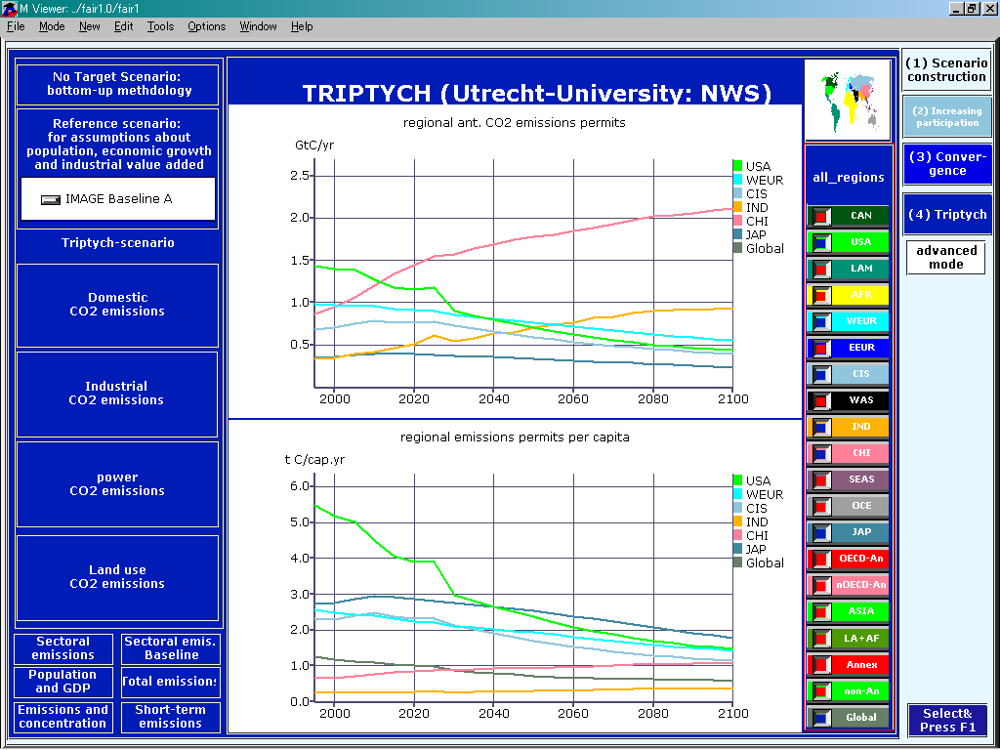 M Viewer: ../fair1.0/fair1
File Mode New Edit Tools Options Window Help
No Target Scenario:
bottom-up methdology
Reference scenario:
for assumptions about
population, economic growth
and industrial value added
IMAGE Baseline A
Triptych-scenario
Domestic
CO2 emissions
Industrial
CO2 emissions
power
CO2 emissions
Land use
CO2 emissions
Sectoral
emissions
Sectoral emis.
Baseline
Population
and GDP
Total emissions
Emissions and
concentration
Short-term
emissions
TRIPTYCH (Utrecht-University: NWS)
regional ant. CO2 emissions permits
GtC/yr
2.5
2.0
1.5
1.0
0.5
2000 2020 2040 2060 2080 2100
USA
WEUR
CIS
IND
CHI
JAP
Global
regional emissions permits per capita
t C/cap.yr
6.0
5.0
4.0
3.0
2.0
1.0
0.0
2000 2020 2040 2060 2080 2100
USA
WEUR
CIS
IND
CHI
JAP
Global
all_regions
CAN
USA
LAM
AFR
WEUR
EEUR
CIS
WAS
IND
CHI
SEAS
OCE
JAP
OECD-An
nOECD-An
ASIA
LA+AF
Annex
non-An
Global
(1) Scenario
construction
(2) Increasing
participation
(3) Conver-
gence
(4) Triptych
advanced
mode
Select&
Press F1